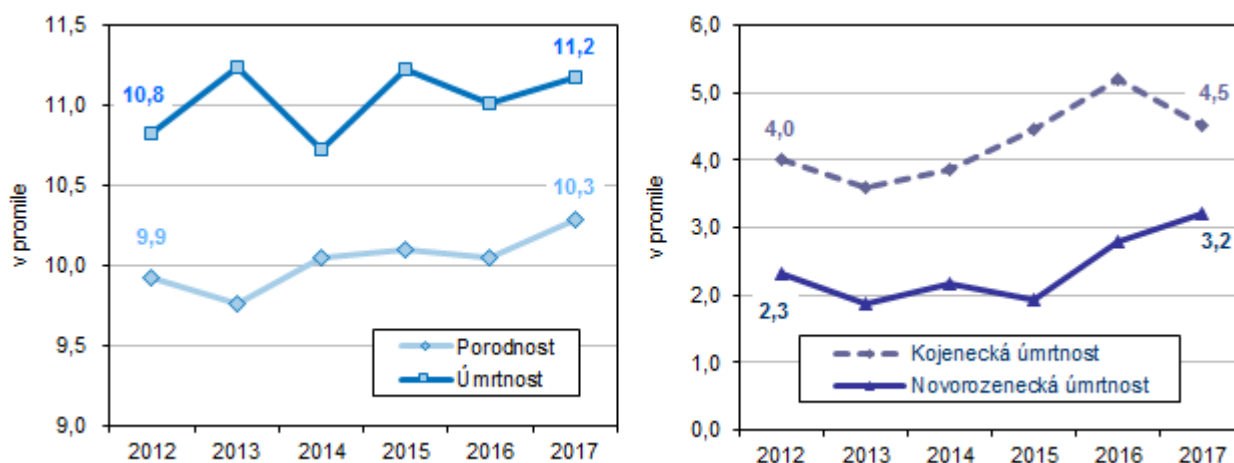 11,5
11,0
10,5
10,0
9,5
9,0
v promile
10,8
11,2
9,9
10,3
Porodnost
Úmrtnost
2012 2013 2014 2015 2016 2017
6,0
5,0
4,0
3,0
2,0
1,0
0,0
v promile
4,0
4,5
2,3
3,2
Kojenecká úmrtnost
Novorozenecká úmrtnost
2012 2013 2014 2015 2016 2017